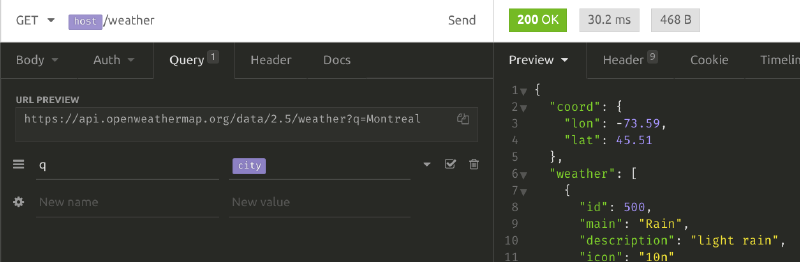 GET host/weather Send
Body Auth Query 1 Header Docs
URL PREVIEW
https://api.openweathermap.org/data/2.5/weather?q=Montreal
q city
New name New value
200 OK 30.2 ms 468 B
Preview Header 9 Cookie Timelin
1 {
2 "coord": {
3 "lon": -73.59,
4 "lat": 45.51
5 },
6 "weather": [
7 {
8 "id": 500,
9 "main": "Rain",
10 "description": "light rain",
11 "icon": "10n"